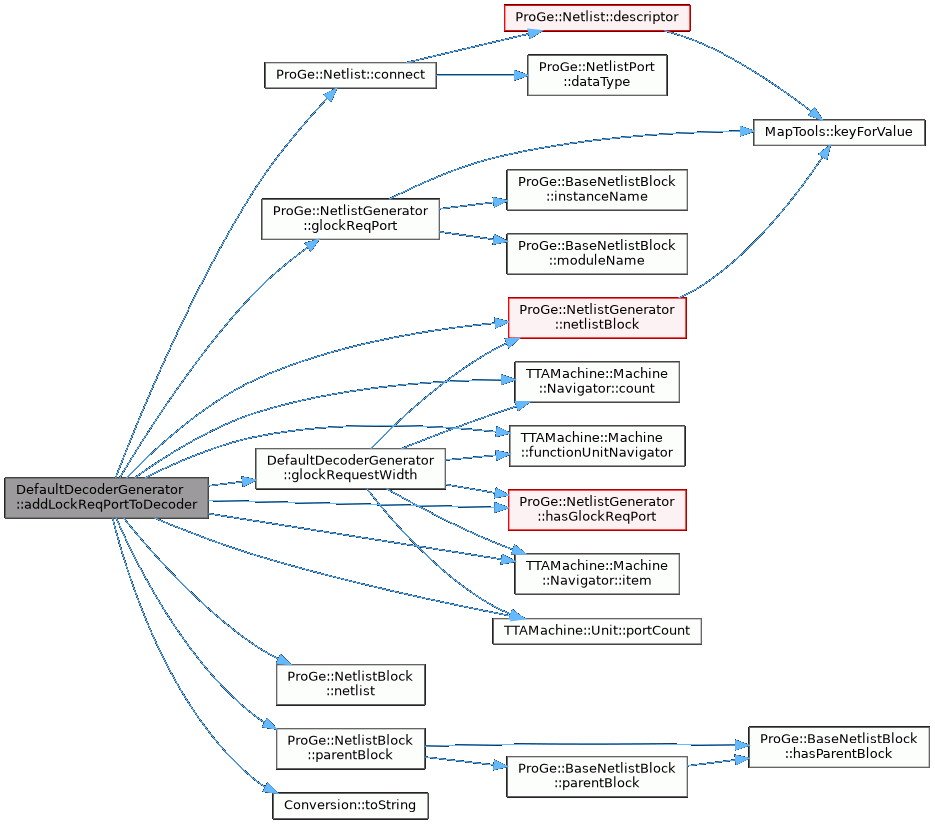 ProGe::Netlist::descriptor
ProGe::Netlist::connect
ProGe::NetlistPort
::dataType
MapTools::keyForValue
ProGe::BaseNetlistBlock
::instanceName
ProGe::NetlistGenerator
::glockReqPort
ProGe::BaseNetlistBlock
::moduleName
ProGe::NetlistGenerator
::netlistBlock
TTAMachine::Machine
::Navigator::count
TTAMachine::Machine
::functionUnitNavigator
DefaultDecoderGenerator
::glockRequestWidth
DefaultDecoderGenerator
::addLockReqPortToDecoder
ProGe::NetlistGenerator
::hasGlockReqPort
TTAMachine::Machine
::Navigator::item
TTAMachine::Unit::portCount
ProGe::NetlistBlock
::netlist
ProGe::NetlistBlock
::parentBlock
ProGe::BaseNetlistBlock
::hasParentBlock
ProGe::BaseNetlistBlock
::parentBlock
Conversion::toString